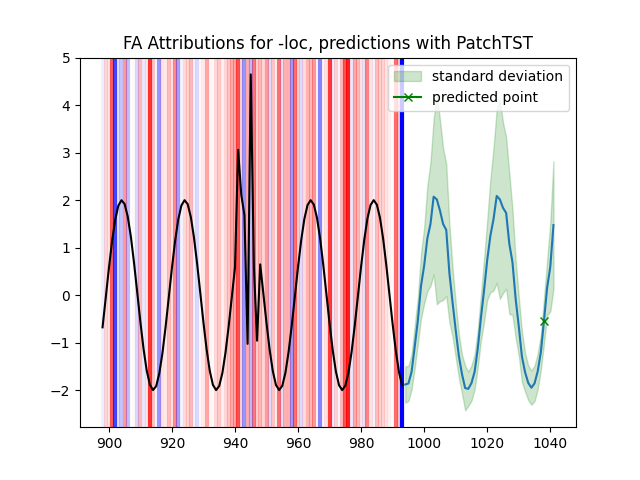 FA Attributions for -loc, predictions with PatchTST
standard deviation
predicted point
5
4
3
2
1
0
−1
−2
900 920 940 960 980 1000 1020 1040